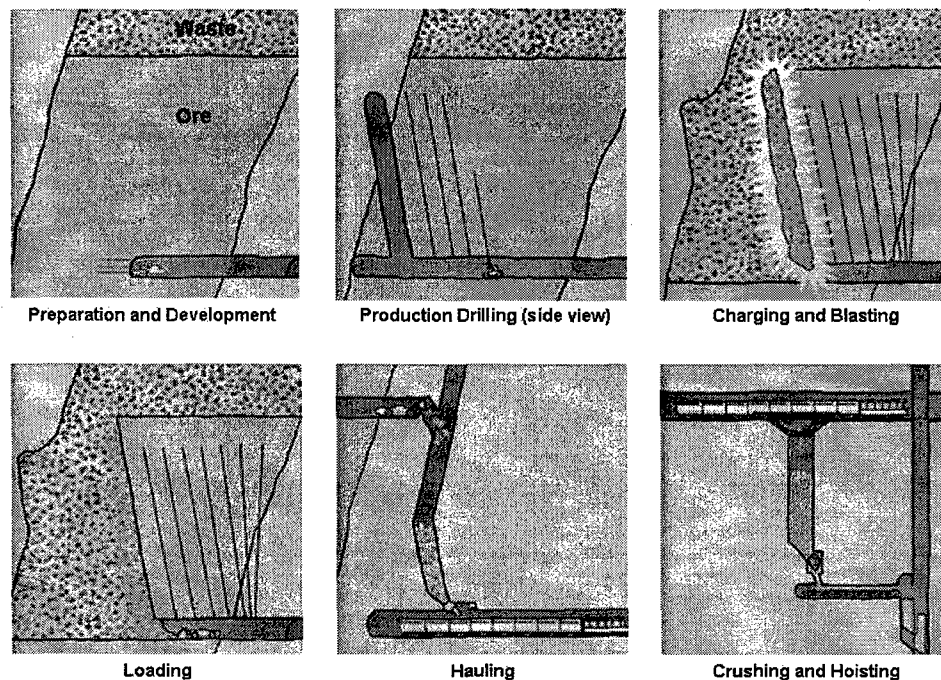 Waste
Ore
Preparation and Development
Production Drilling (side view)
Charging and Blasting
Loading
Hauling
Crushing and Hoisting